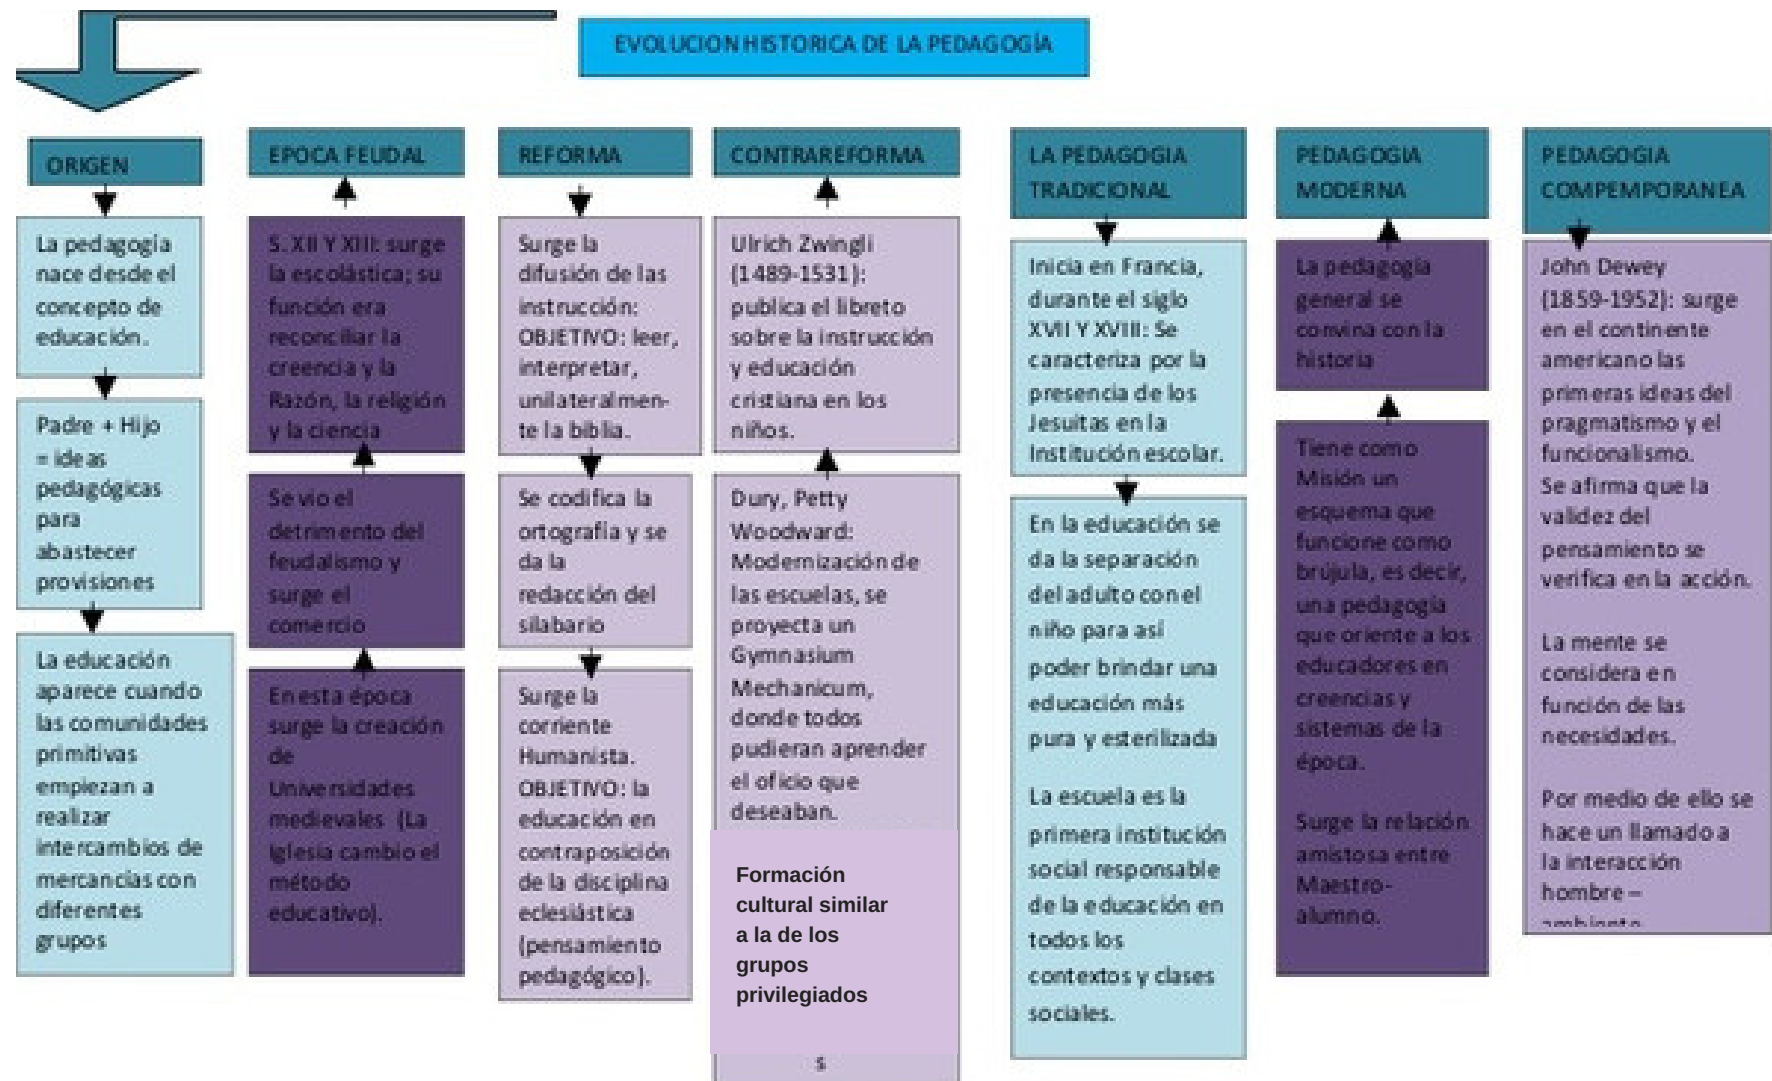 EVOLUCION HISTORICA DE LA PEDAGOGÍA
ORIGEN
La pedagogía
nace desde el
concepto de
educación.
Padre + Hijo
= ideas
pedagógicas
para
abastecer
provisiones
La educación
aparece cuando
las comunidades
primitivas
empiezan a
realizar
intercambios de
mercancías con
diferentes
grupos
EPOCA FEUDAL
S. XII Y XIII: surge
la escolástica; su
función era
reconciliar la
creencia y la
Razón, la religión
y la ciencia
Se vio el
detrimento del
feudalismo y
surge el
comercio
En esta época
surge la creación
de
Universidades
medievales (La
Iglesia cambio el
método
educativo).
REFORMA
Surge la
difusión de las
instrucción:
OBJETIVO: leer,
interpretar,
unilateralmen-
te la biblia.
Se codifica la
ortografía y se
da la
redacción del
silabario
Surge la
corriente
Humanista.
OBJETIVO: la
educación en
contraposición
de la disciplina
eclesiástica
(pensamiento
pedagógico).
CONTRAREFORMA
Ulrich Zwingli
(1489-1531):
publica el libreto
sobre la instrucción
y educación
cristiana en los
niños.
Dury, Petty
Woodward:
Modernización de
las escuelas, se
proyecta un
Gymnasium
Mechanicum,
donde todos
pudieran aprender
el oficio que
deseaban.
Formación
cultural similar
a la de los
grupos
privilegiados
s
LA PEDAGOGIA
TRADICIONAL
Inicia en Francia,
durante el siglo
XVII Y XVIII: Se
caracteriza por la
presencia de los
Jesuitas en la
Institución escolar.
En la educación se
da la separación
del adulto con el
niño para así
poder brindar una
educación más
pura y esterilizada
La escuela es la
primera institución
social responsable
de la educación en
todos los
contextos y clases
sociales.
PEDAGOGIA
MODERNA
La pedagogía
general se
convina con la
historia
Tiene como
Misión un
esquema que
funcione como
brújula, es decir,
una pedagogía
que oriente a los
educadores en
creencias y
sistemas de la
época.
Surge la relación
amistosa entre
Maestro-
alumno.
PEDAGOGIA
COMPEMPORANEA
John Dewey
(1859-1952): surge
en el continente
americano las
primeras ideas del
pragmatismo y el
funcionalismo.
Se afirma que la
validez del
pensamiento se
verifica en la acción.
La mente se
considera en
función de las
necesidades.
Por medio de ello se
hace un llamado a
la interacción
hombre –
ambiente